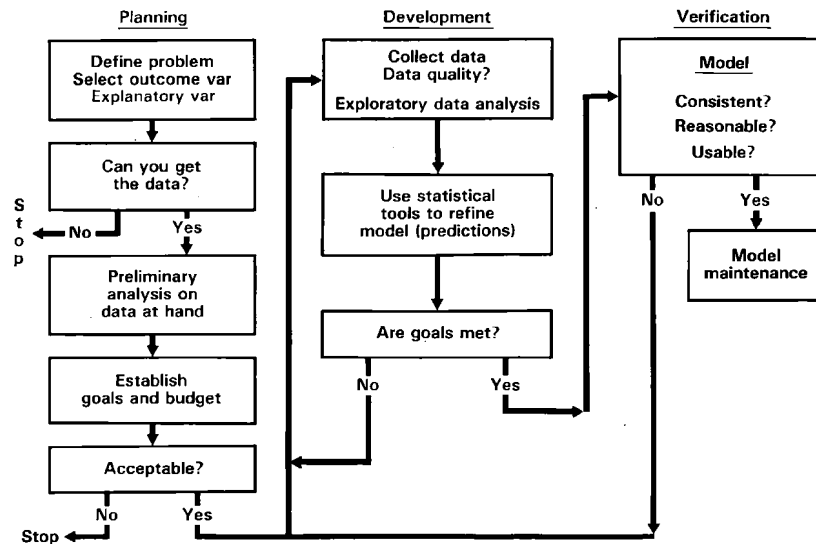 Planning
Define problem
Select outcome var
Explanatory var
Can you get
the data?
No
Yes
Stop
Preliminary
analysis on
data at hand
Establish
goals and budget
Acceptable?
No
Yes
Stop
Development
Collect data
Data quality?
Exploratory data analysis
Use statistical
tools to refine
model (predictions)
Are goals met?
No
Yes
Verification
Model
Consistent?
Reasonable?
Usable?
No
Yes
Model
maintenance